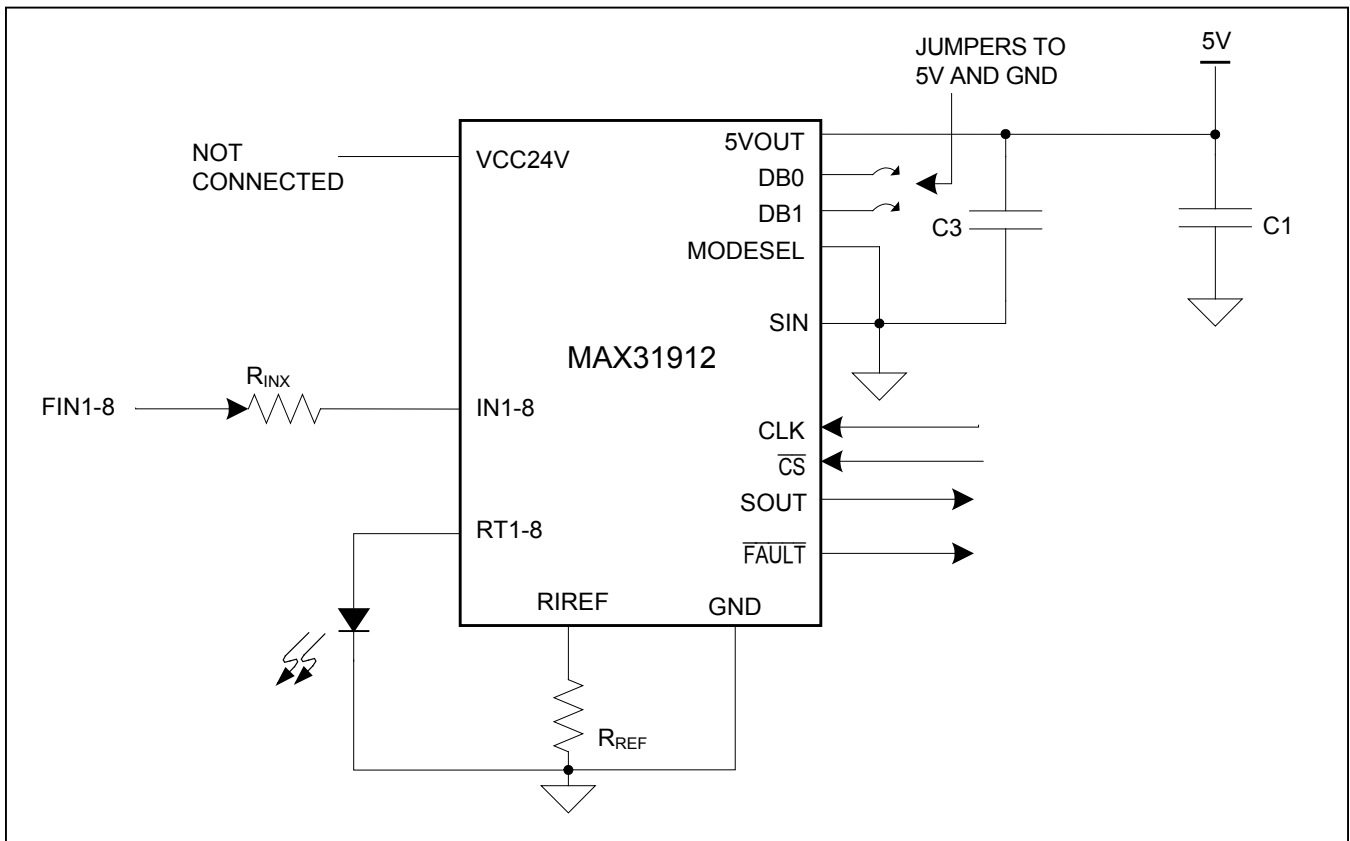 JUMPERS TO
5V AND GND
5V
NOT
CONNECTED
VCC24V
5VOUT
DB0
DB1
MODESEL
C3
C1
SIN
MAX31912
RINX
FIN1-8
IN1-8
CLK
CS
SOUT
RT1-8
FAULT
RIREF
GND
RREF